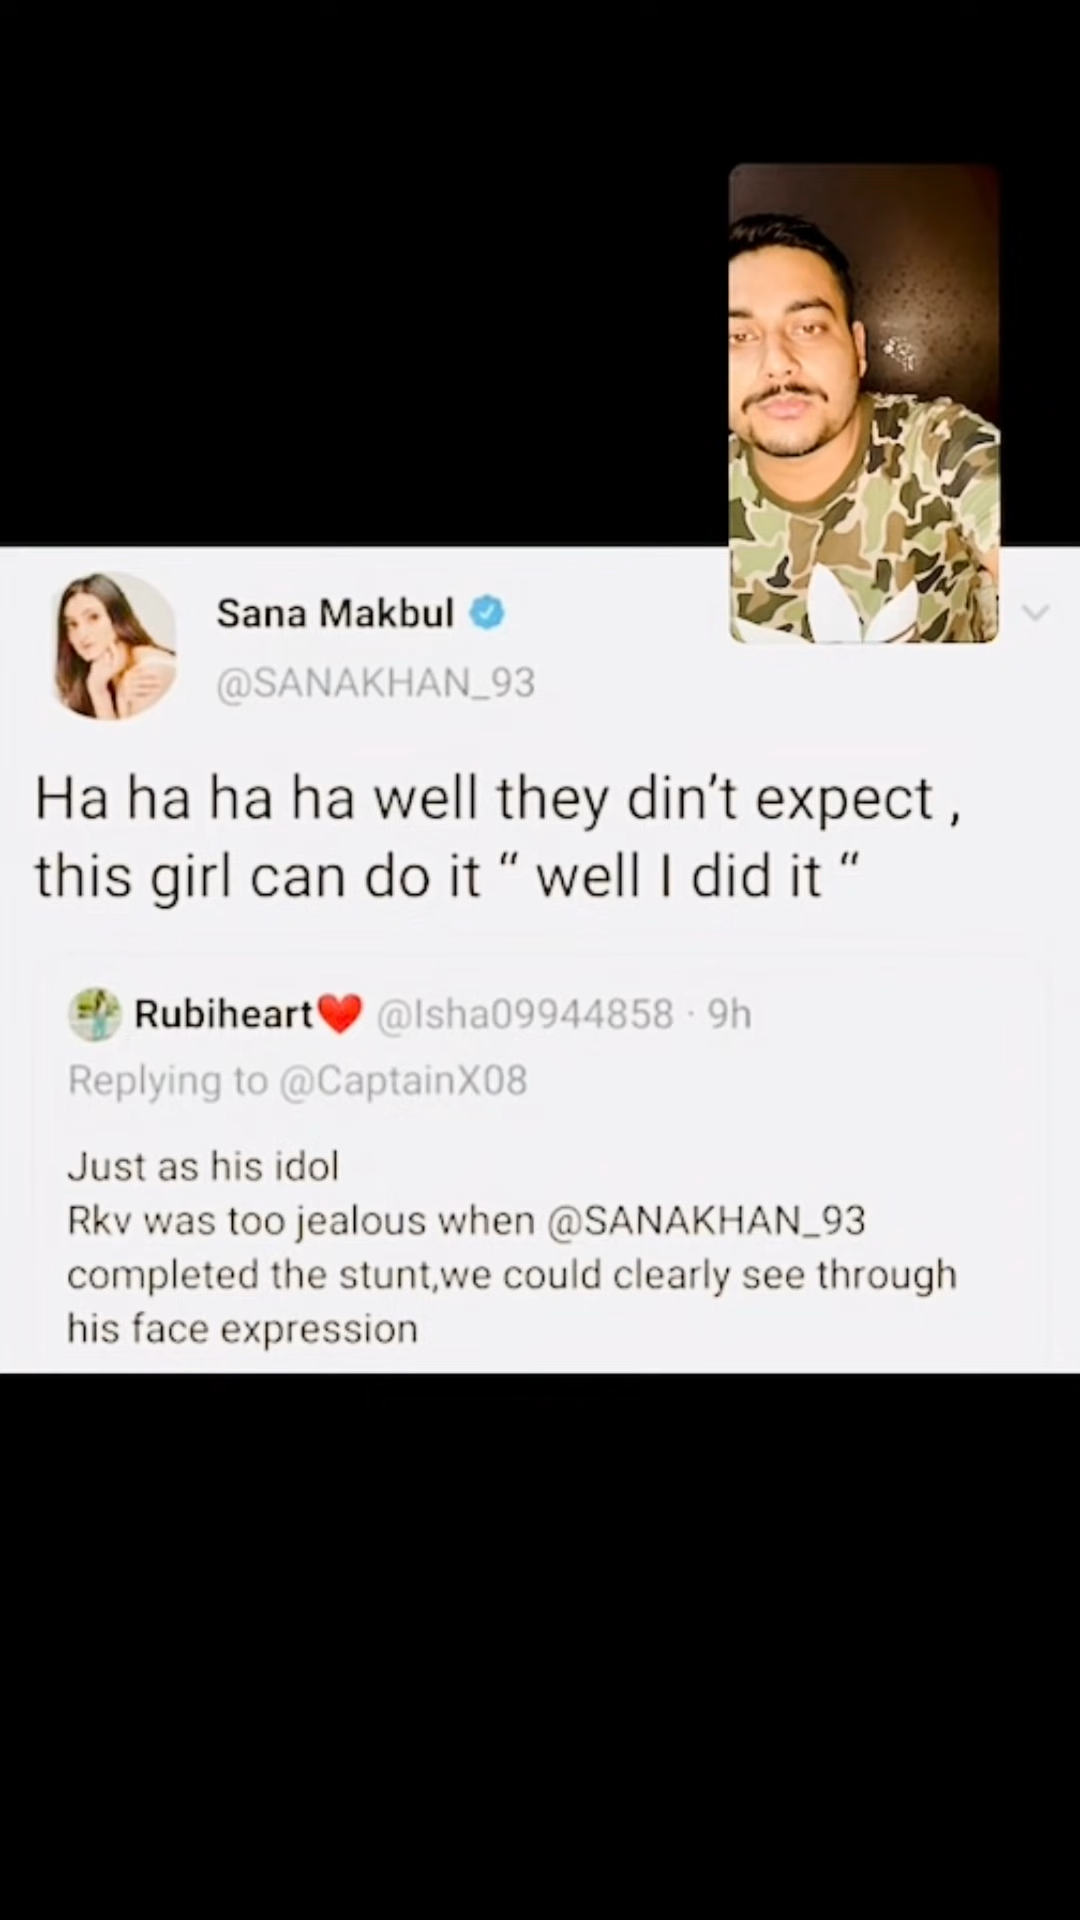 Sana Makbul
@SANAKHAN_93
Ha ha ha ha well they din’t expect ,
this girl can do it “ well I did it “
Rubiheart❤️ @Isha09944858 · 9h
Replying to @CaptainX08
Just as his idol
Rkv was too jealous when @SANAKHAN_93
completed the stunt,we could clearly see through
his face expression